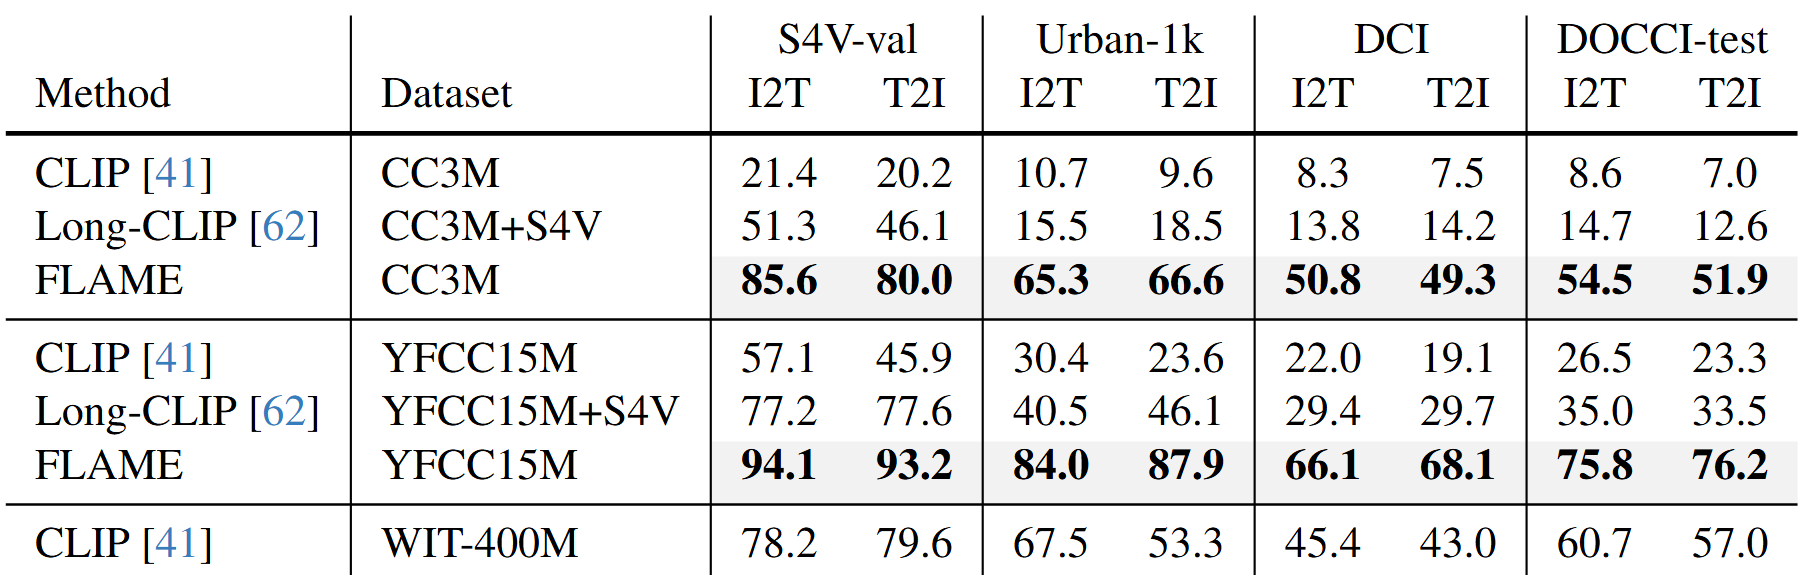 S4V-val Urban-1k DCI DOCCI-test
Method Dataset I2T T2I I2T T2I I2T T2I I2T T2I
CLIP [41] CC3M 21.4 20.2 10.7 9.6 8.3 7.5 8.6 7.0
Long-CLIP [62] CC3M+S4V 51.3 46.1 15.5 18.5 13.8 14.2 14.7 12.6
FLAME CC3M 85.6 80.0 65.3 66.6 50.8 49.3 54.5 51.9
CLIP [41] YFCC15M 57.1 45.9 30.4 23.6 22.0 19.1 26.5 23.3
Long-CLIP [62] YFCC15M+S4V 77.2 77.6 40.5 46.1 29.4 29.7 35.0 33.5
FLAME YFCC15M 94.1 93.2 84.0 87.9 66.1 68.1 75.8 76.2
CLIP [41] WIT-400M 78.2 79.6 67.5 53.3 45.4 43.0 60.7 57.0